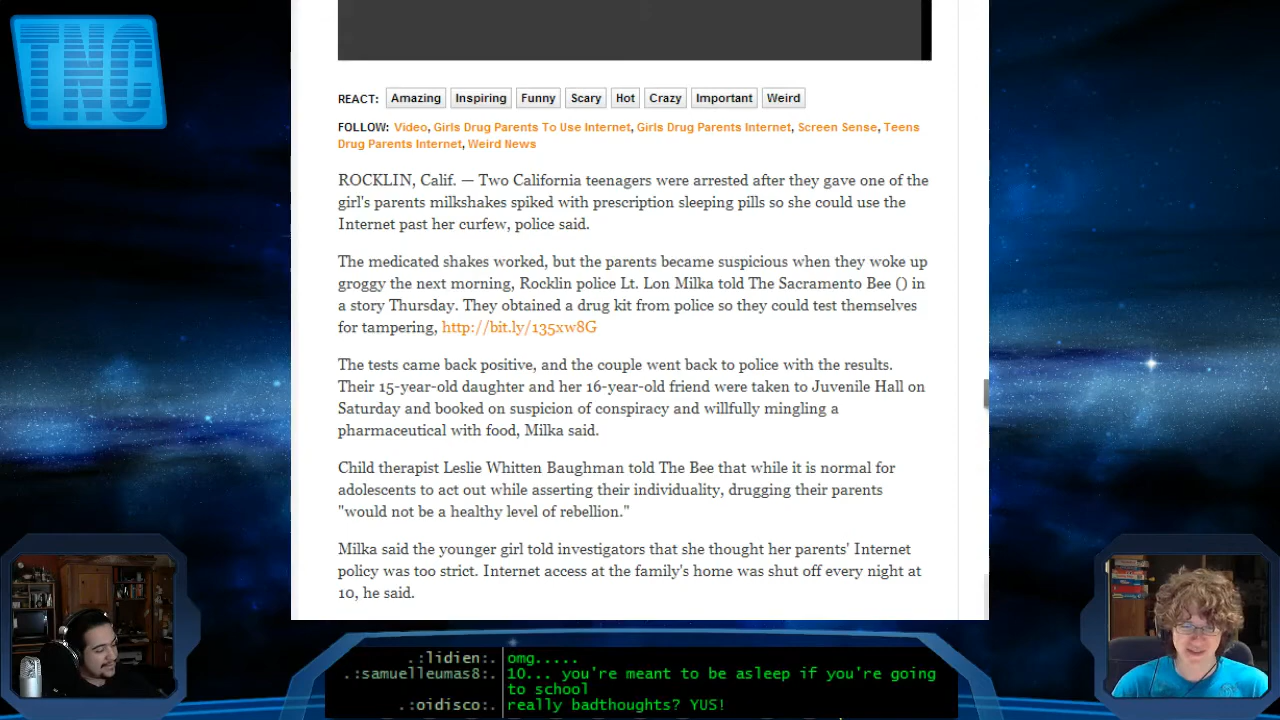 TNC
REACT: Amazing Inspiring Funny Scary Hot Crazy Important Weird
FOLLOW: Video, Girls Drug Parents To Use Internet, Girls Drug Parents Internet, Screen Sense, Teens
Drug Parents Internet, Weird News
ROCKLIN, Calif. — Two California teenagers were arrested after they gave one of the
girl's parents milkshakes spiked with prescription sleeping pills so she could use the
Internet past her curfew, police said.
The medicated shakes worked, but the parents became suspicious when they woke up
groggy the next morning, Rocklin police Lt. Lon Milka told The Sacramento Bee () in
a story Thursday. They obtained a drug kit from police so they could test themselves
for tampering, http://bit.ly/135xw8G
The tests came back positive, and the couple went back to police with the results.
Their 15-year-old daughter and her 16-year-old friend were taken to Juvenile Hall on
Saturday and booked on suspicion of conspiracy and willfully mingling a
pharmaceutical with food, Milka said.
Child therapist Leslie Whitten Baughman told The Bee that while it is normal for
adolescents to act out while asserting their individuality, drugging their parents
"would not be a healthy level of rebellion."
Milka said the younger girl told investigators that she thought her parents' Internet
policy was too strict. Internet access at the family's home was shut off every night at
10, he said.
.:lidien:. omg.....
.:samuelleumas8:. 10... you're meant to be asleep if you're going
to school
.:oidisco:. really badthoughts? YUS!